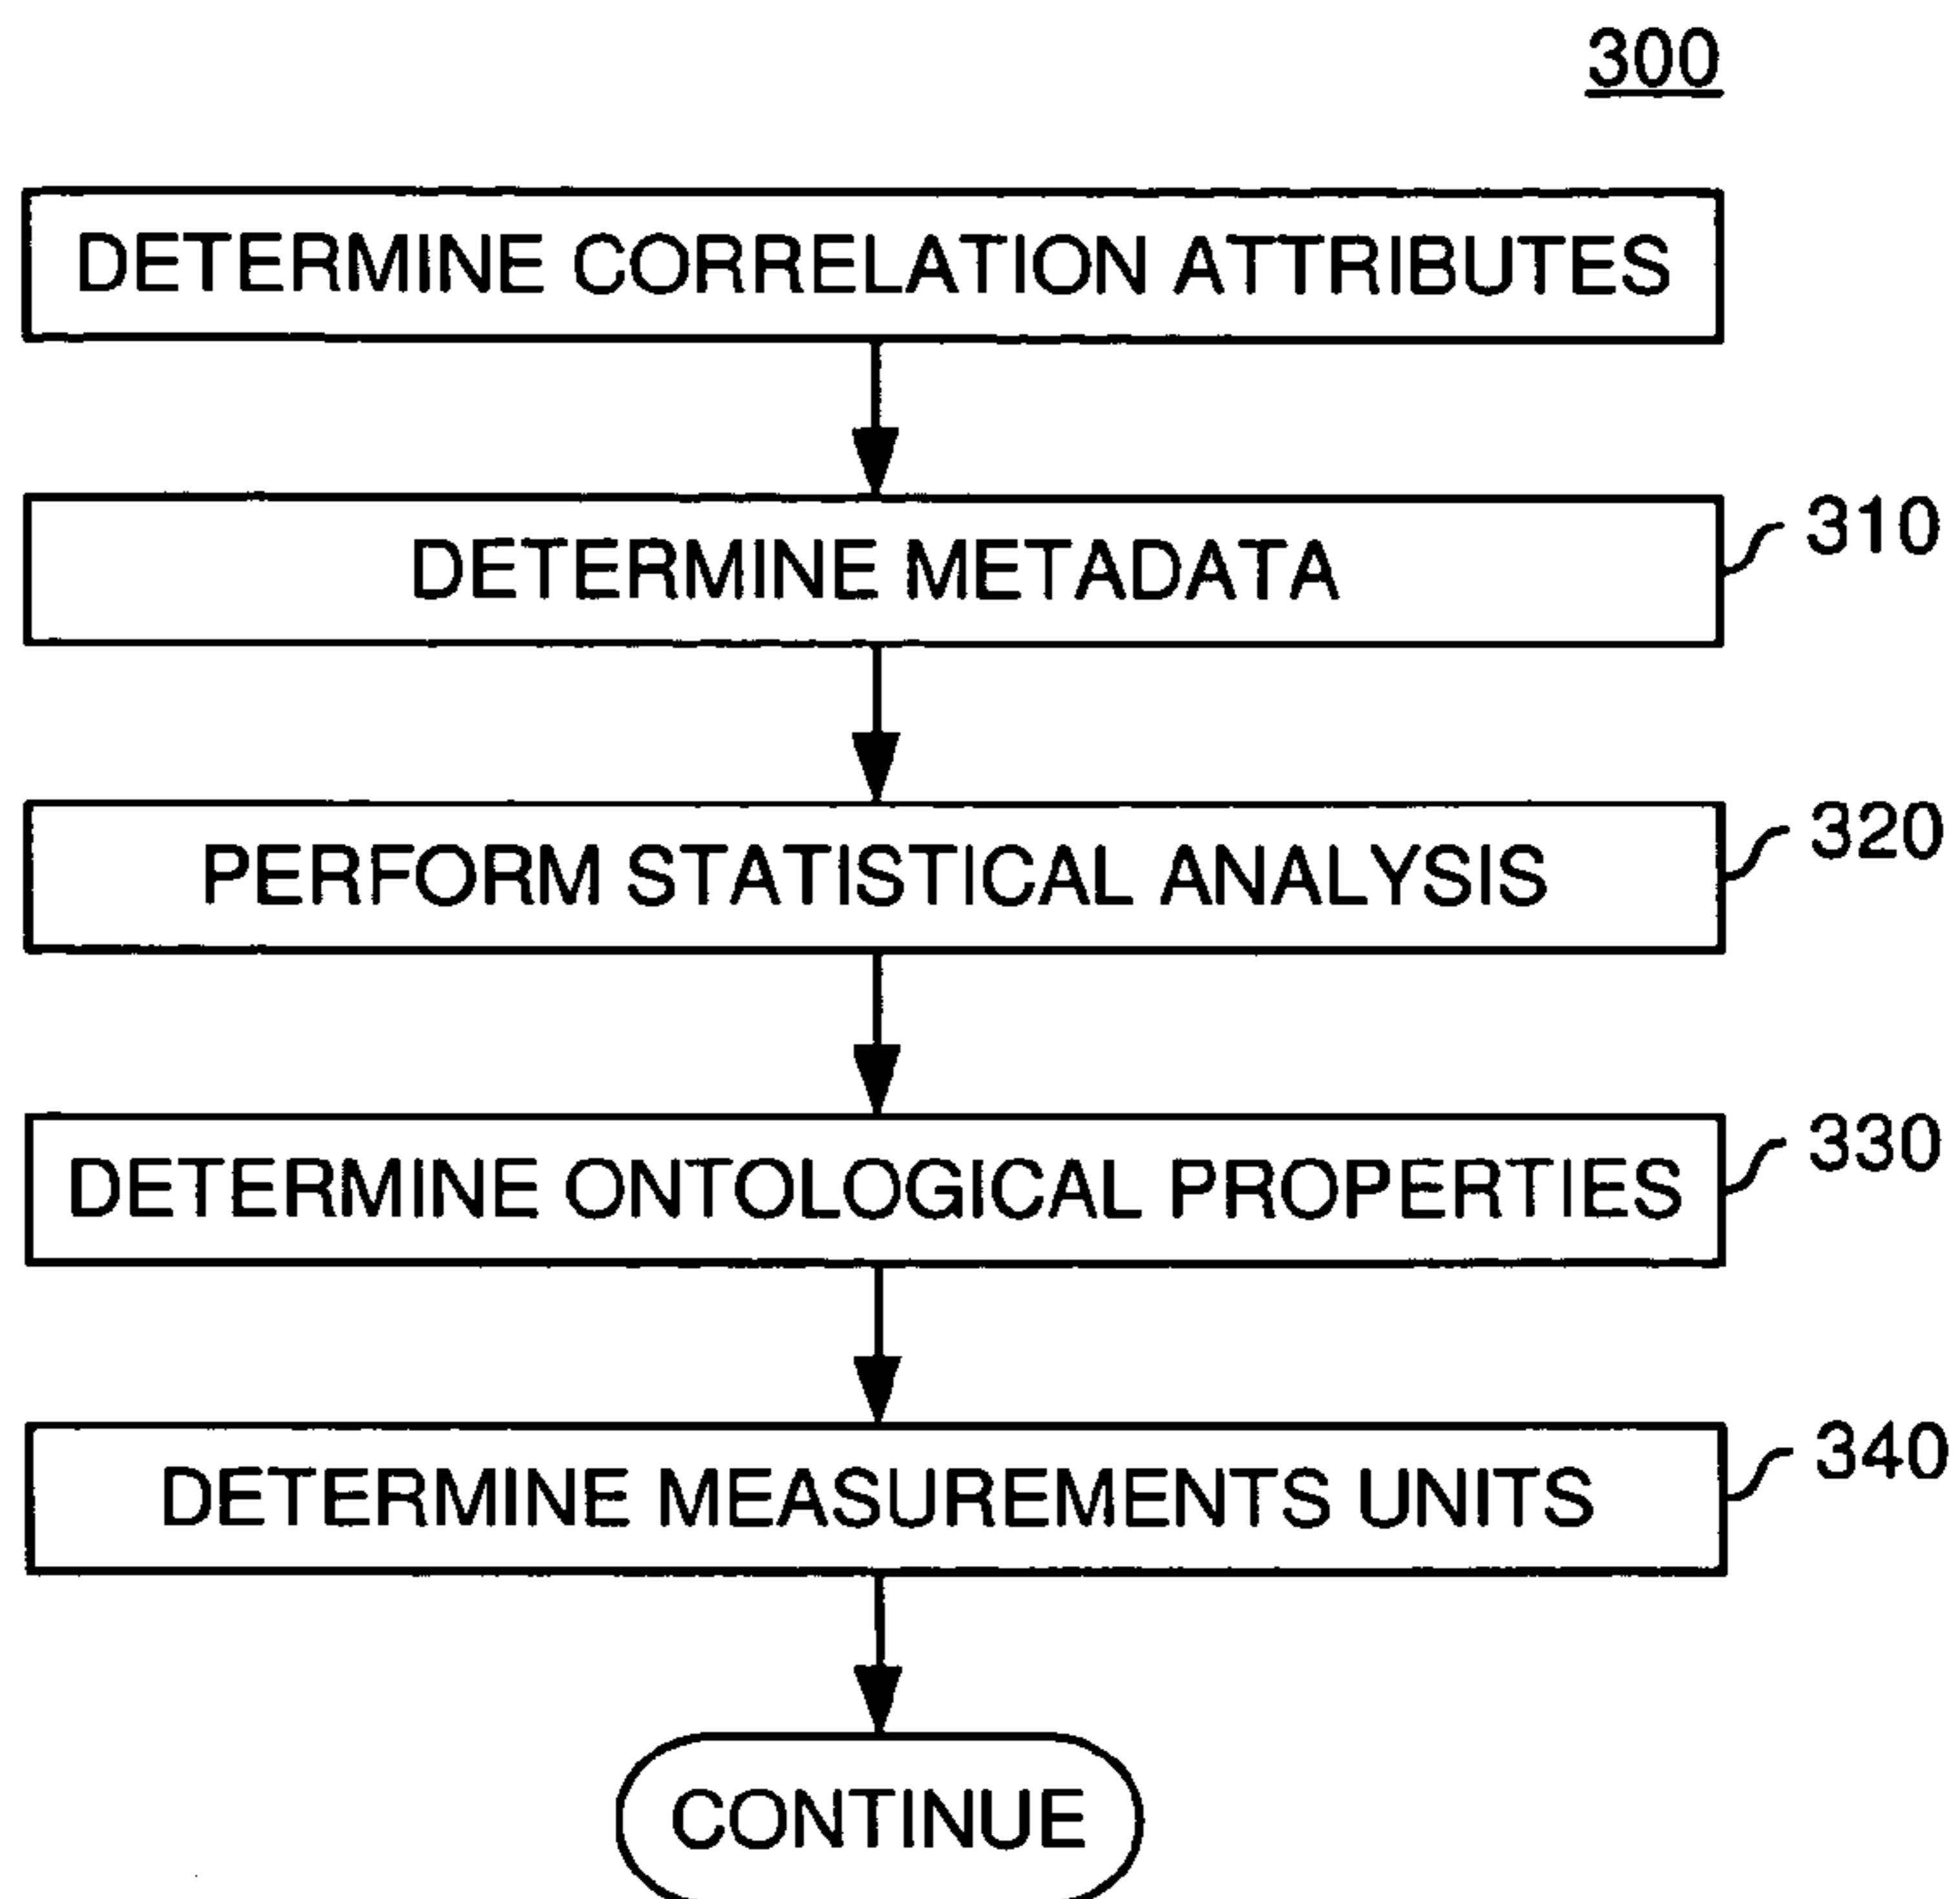 300
DETERMINE CORRELATION ATTRIBUTES
DETERMINE METADATA
310
PERFORM STATISTICAL ANALYSIS
320
DETERMINE ONTOLOGICAL PROPERTIES
330
DETERMINE MEASUREMENTS UNITS
340
CONTINUE